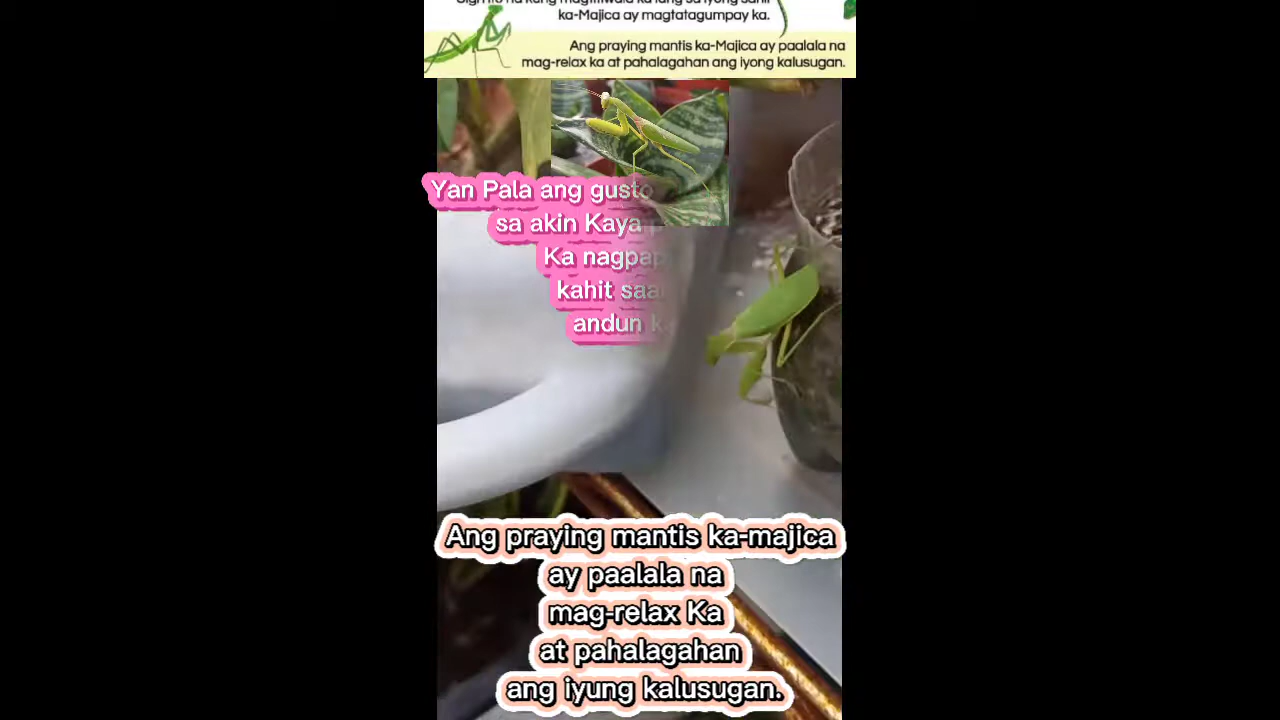 ka-Majica ay magtatagumpay ka.
Ang praying mantis ka-Majica ay paalala na
mag-relax ka at pahalagahan ang iyong kalusugan.
Yan Pala ang gusto
sa akin Kaya
Ka nagpap
kahit saa
andun k
Ang praying mantis ka-majica
ay paalala na
mag-relax Ka
at pahalagahan
ang iyung kalusugan.